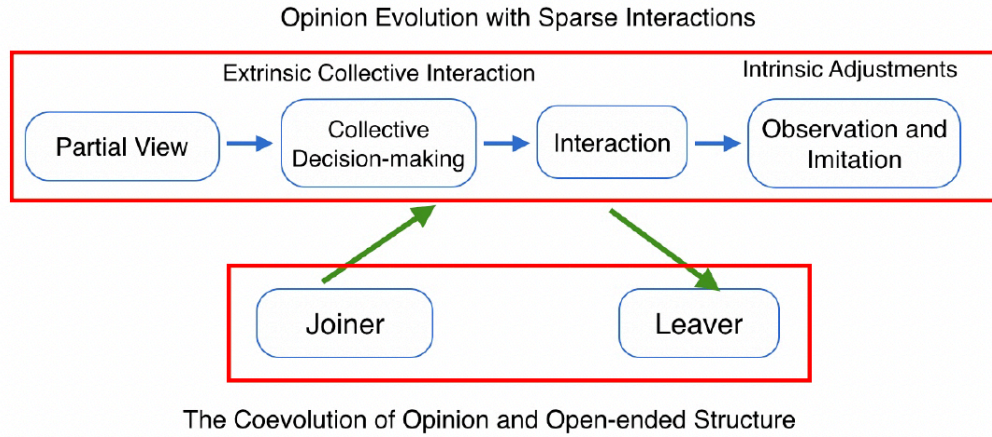 Opinion Evolution with Sparse Interactions
Extrinsic Collective Interaction
Intrinsic Adjustments
Partial View
Collective
Decision-making
Interaction
Observation and
Imitation
Joiner
Leaver
The Coevolution of Opinion and Open-ended Structure